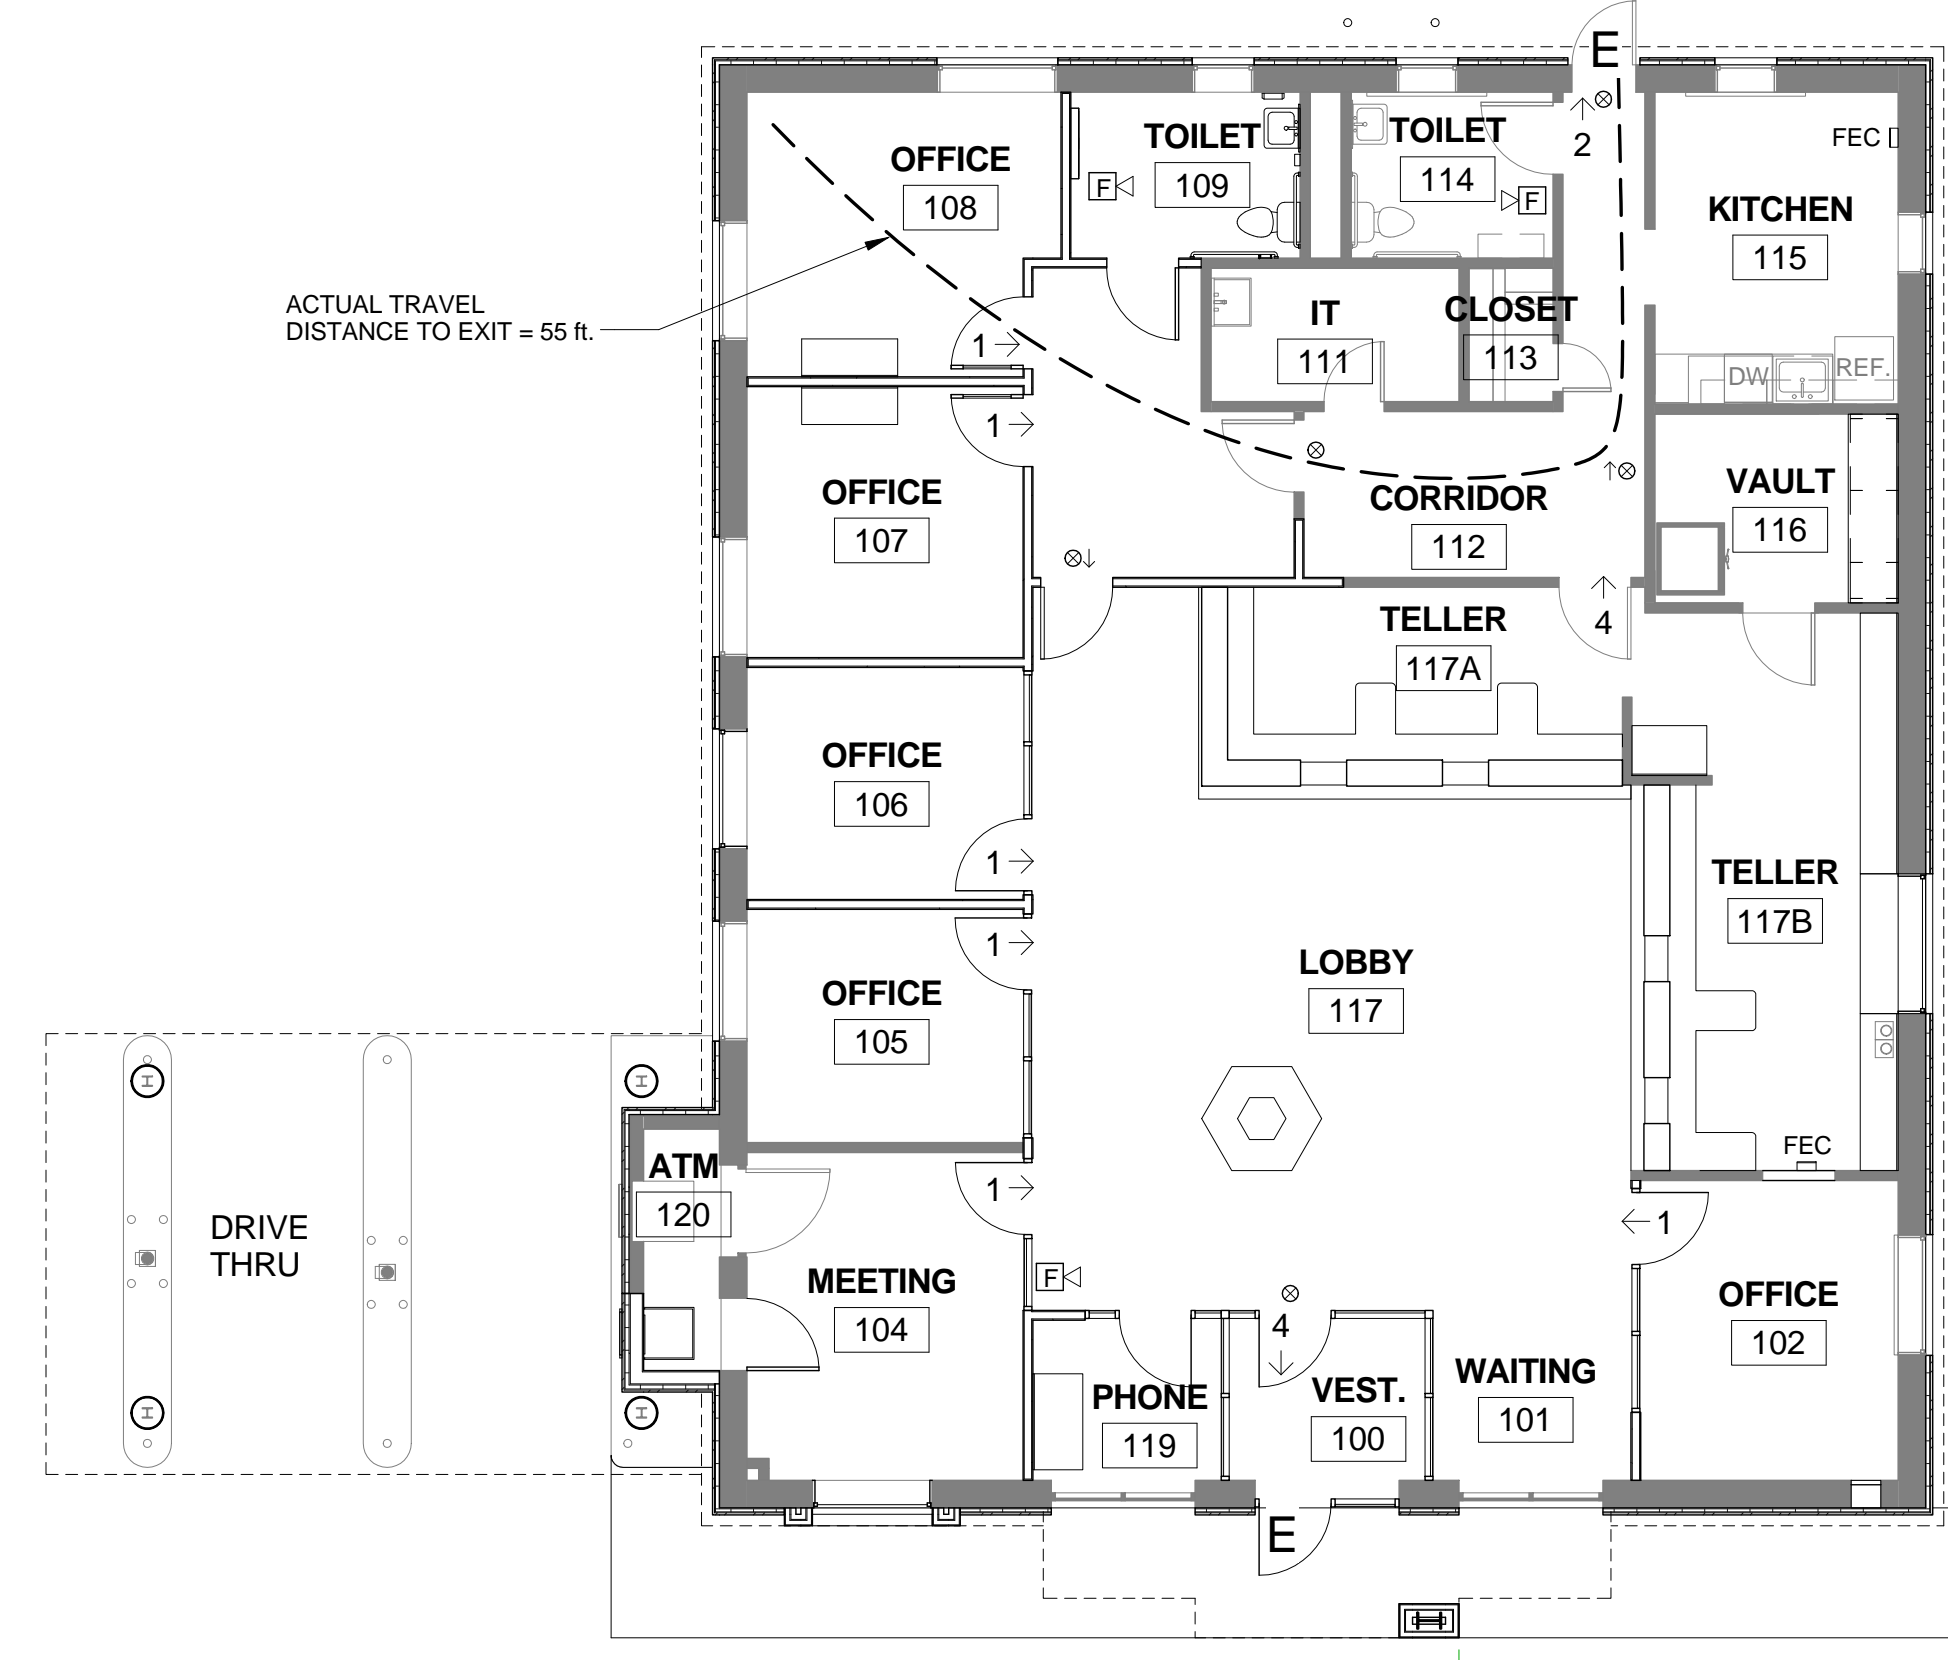 E
2
FEC
OFFICE
108
TOILET
109
F
TOILET
114
F
KITCHEN
115
ACTUAL TRAVEL
DISTANCE TO EXIT = 55 ft.
1
IT
111
CLOSET
113
DW
REF.
1
OFFICE
107
CORRIDOR
112
VAULT
116
4
TELLER
117A
OFFICE
106
1
TELLER
117B
1
OFFICE
105
LOBBY
117
H
H
FEC
ATM
120
1
1
DRIVE
THRU
MEETING
104
F
4
OFFICE
102
PHONE
119
VEST.
100
WAITING
101
H
H
E